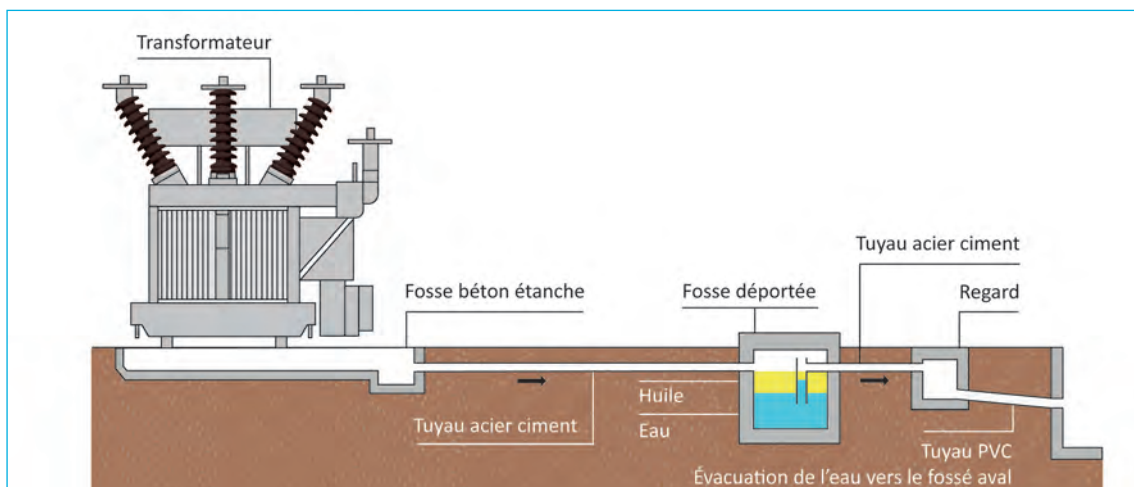 Transformateur
Tuyau acier ciment
Fosse béton étanche
Fosse déportée
Regard
Huile
Eau
Tuyau acier ciment
Tuyau PVC
Évacuation de l'eau vers le fossé aval